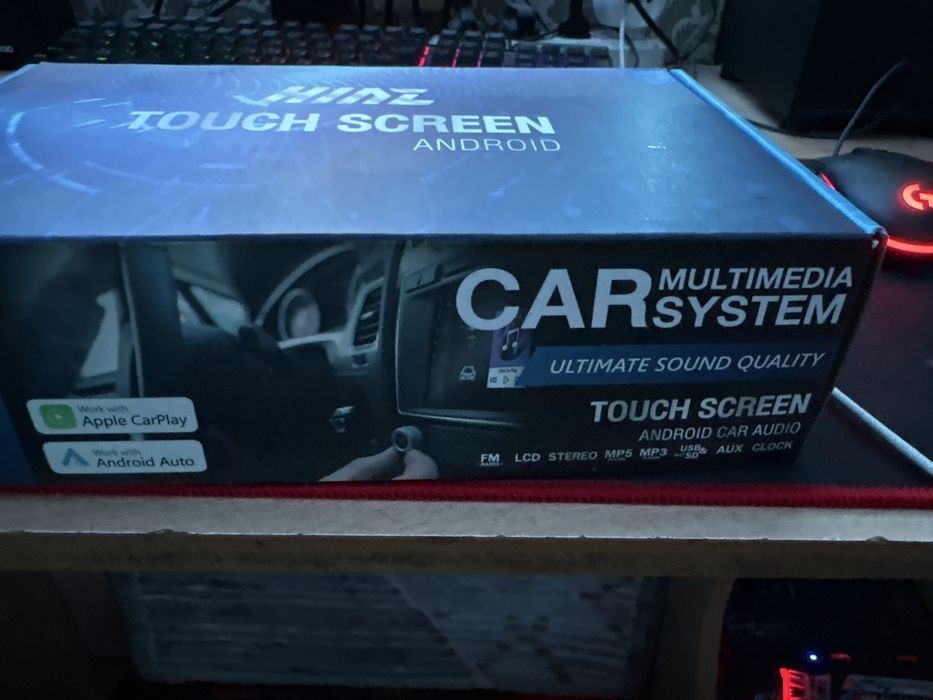 TOUCH SCREEN
ANDROID
CAR MULTIMEDIA
SYSTEM
ULTIMATE SOUND QUALITY
TOUCH SCREEN
ANDROID CAR AUDIO
FM LCD STEREO MP5 MP3 USB& SD AUX CLOCK
Work with
Apple CarPlay
Work with
Android Auto